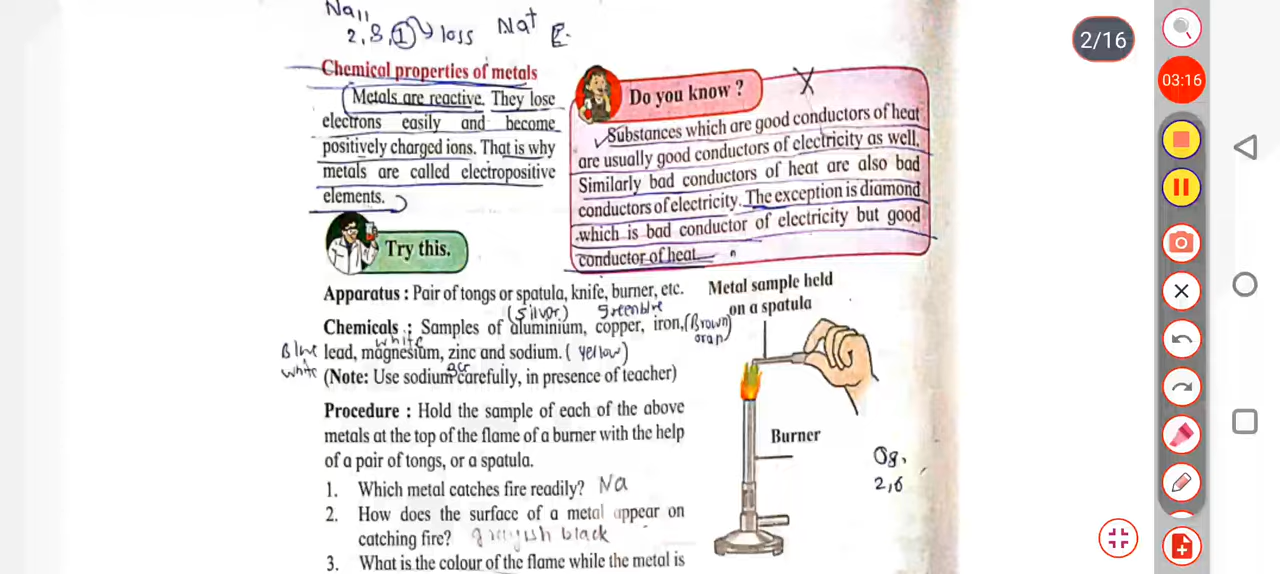 Na11
2,8,1 loss Na+
2/16
03:16
Chemical properties of metals
Metals are reactive. They lose
electrons easily and become
positively charged ions. That is why
metals are called electropositive
elements.
Do you know ?
Substances which are good conductors of heat
are usually good conductors of electricity as well.
Similarly bad conductors of heat are also bad
conductors of electricity. The exception is diamond
which is bad conductor of electricity but good
conductor of heat
Try this.
Apparatus : Pair of tongs or spatula, knife, burner, etc.
(Silvor) greenblue
Chemicals : Samples of aluminium, copper, iron,(Brown)
oran
white
Blue lead, magnesium, zinc and sodium. (yellow)
white (Note: Use sodium carefully, in presence of teacher)
Procedure : Hold the sample of each of the above
metals at the top of the flame of a burner with the help
of a pair of tongs, or a spatula.
1. Which metal catches fire readily? Na
2. How does the surface of a metal appear on
catching fire? grayish black
3. What is the colour of the flame while the metal is
Metal sample held
on a spatula
Burner
O8,
2,6